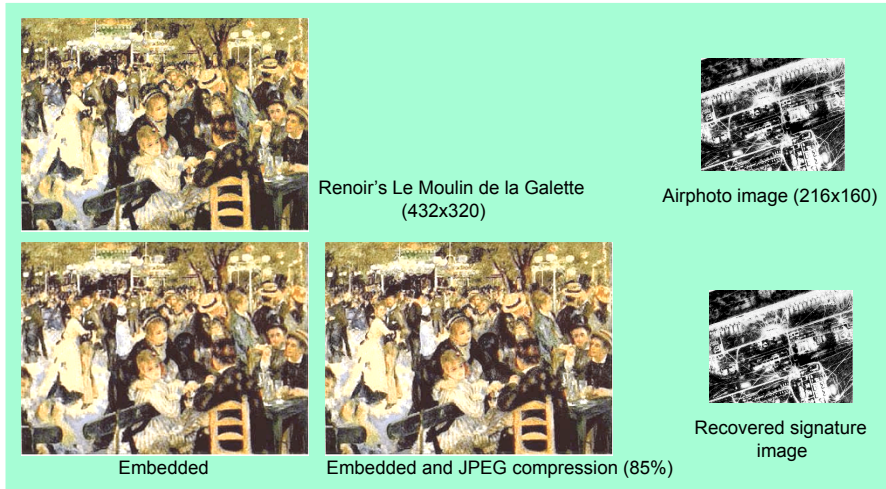 Renoir's Le Moulin de la Galette
(432x320)
Airphoto image (216x160)
Embedded
Embedded and JPEG compression (85%)
Recovered signature
image